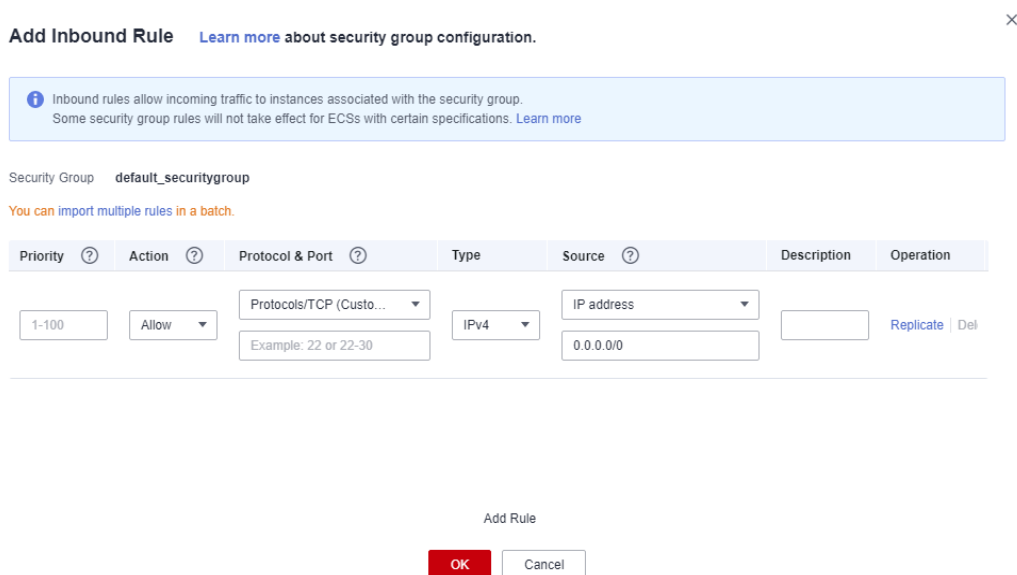 Add Inbound Rule Learn more about security group configuration.
Inbound rules allow incoming traffic to instances associated with the security group.
Some security group rules will not take effect for ECSs with certain specifications. Learn more
Security Group default_securitygroup
You can import multiple rules in a batch.
Priority ? Action ? Protocol & Port ? Type Source ? Description Operation
Protocols/TCP (Custo... IP address
1-100 Allow IPv4 Replicate Del
Example: 22 or 22-30 0.0.0.0/0
Add Rule
OK Cancel